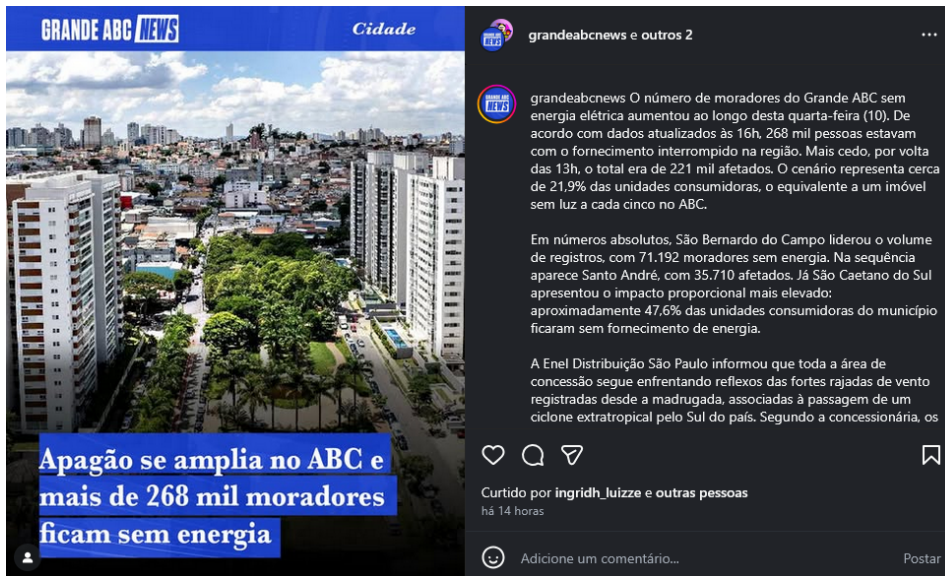 GRANDE ABC NEWS
Cidade
Apagão se amplia no ABC e
mais de 268 mil moradores
ficam sem energia
grandeabcnews e outros 2
grandeabcnews O número de moradores do Grande ABC sem
energia elétrica aumentou ao longo desta quarta-feira (10). De
acordo com dados atualizados às 16h, 268 mil pessoas estavam
com o fornecimento interrompido na região. Mais cedo, por volta
das 13h, o total era de 221 mil afetados. O cenário representa cerca
de 21,9% das unidades consumidoras, o equivalente a um imóvel
sem luz a cada cinco no ABC.
Em números absolutos, São Bernardo do Campo liderou o volume
de registros, com 71.192 moradores sem energia. Na sequência
aparece Santo André, com 35.710 afetados. Já São Caetano do Sul
apresentou o impacto proporcional mais elevado:
aproximadamente 47,6% das unidades consumidoras do município
ficaram sem fornecimento de energia.
A Enel Distribuição São Paulo informou que toda a área de
concessão segue enfrentando reflexos das fortes rajadas de vento
registradas desde a madrugada, associadas à passagem de um
ciclone extratropical pelo Sul do país. Segundo a concessionária, os
Curtido por ingridh_luizze e outras pessoas
há 14 horas
Adicione um comentário...
Postar